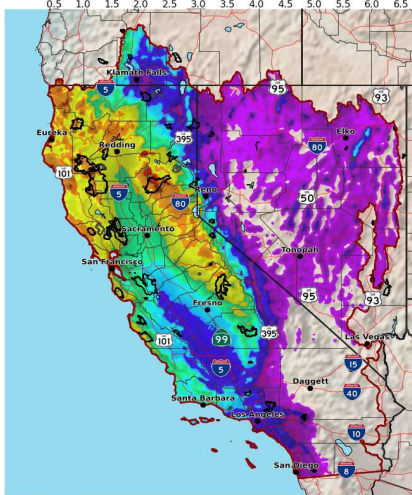 0.5 1.0 1.5 2.0 2.5 3.0 3.5 4.0 4.5 5.0 5.5 6.0 6.5
Klamath Falls
5
95
93
Eureka
395
Elko
Redding
80
101
5
Reno
50
80
Sacramento
Tonopah
San Francisco
95
93
Fresno
101
99
395
Las Vegas
5
15
Daggett
40
Santa Barbara
Los Angeles
10
San Diego
8